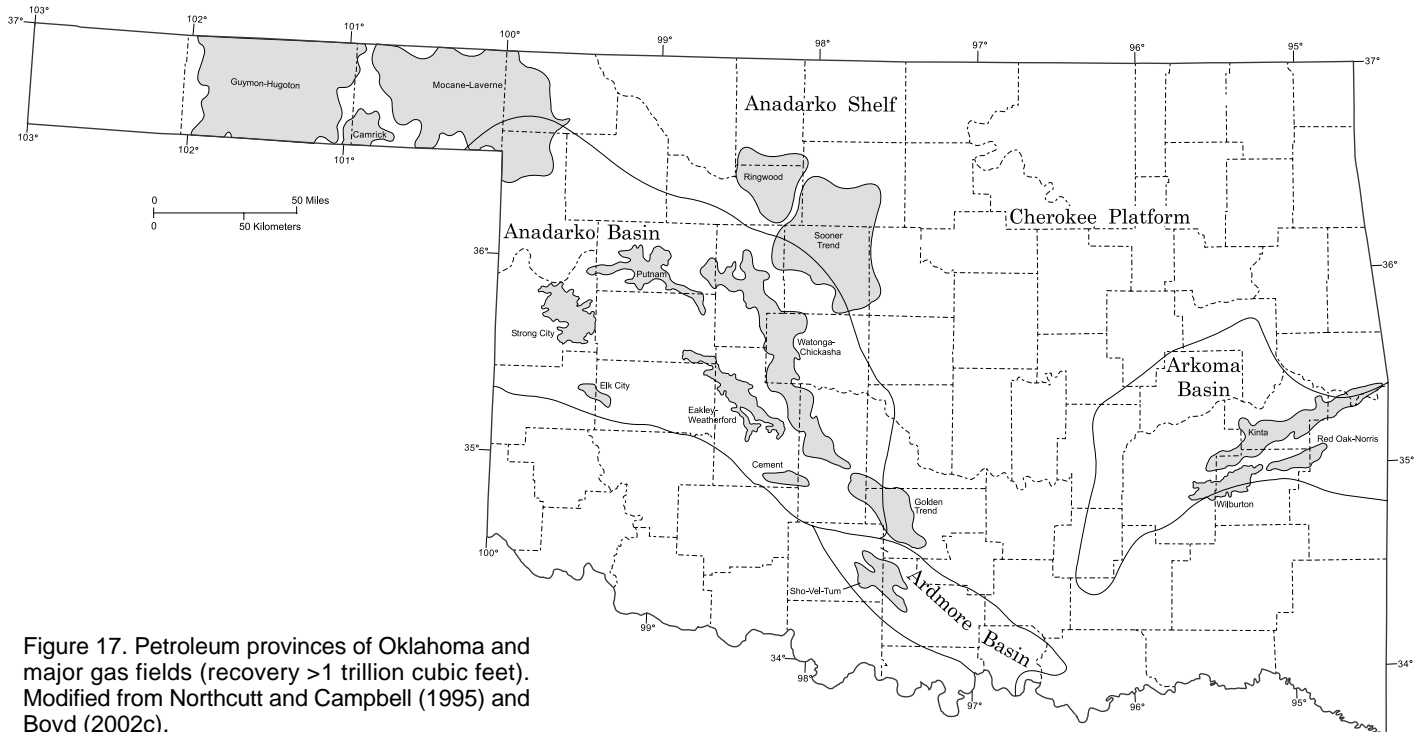 103°
37°
102°
101°
100°
99°
98°
96°
95°
37°
Guymon-Hugoton
Mocane-Laverne
Camrick
Anadarko Shelf
103°
102°
101°
Ringwood
0 50 Miles
0 50 Kilometers
Cherokee Platform
Anadarko Basin
Sooner
Trend
36°
36°
Putnam
Strong City
Watonga-
Chickasha
Arkoma
Basin
Elk City
Eakley-
Weatherford
Kinta
Red Oak-Norris
35°
35°
Cement
Wilburton
Golden
Trend
100°
Sho-Vel-Tum
Ardmore Basin
99°
34°
98°
97°
96°
95°
34°
Figure 17. Petroleum provinces of Oklahoma and
major gas fields (recovery >1 trillion cubic feet).
Modified from Northcutt and Campbell (1995) and
Boyd (2002c).